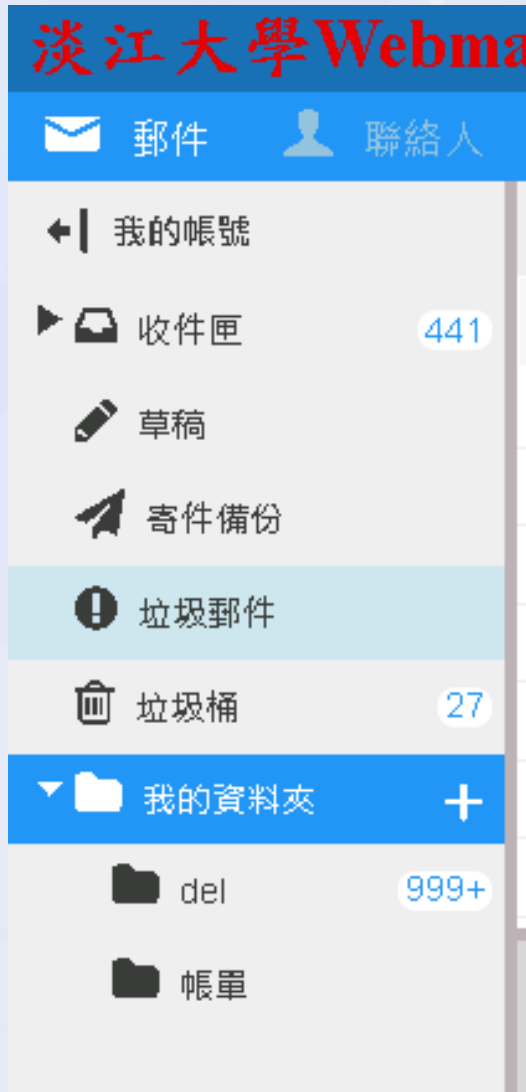 淡江大學Webma
郵件 聯絡人
我的帳號
收件匣 441
草稿
寄件備份
垃圾郵件
垃圾桶 27
我的資料夾 +
del 999+
帳單